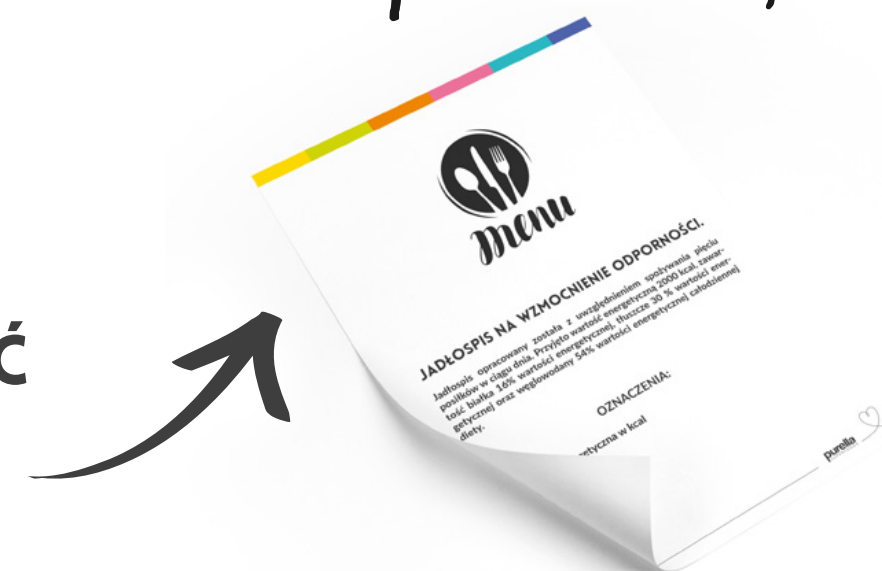 Ć
menu
JADŁOSPIS NA WZMOCNIENIE ODPORNOŚCI.
Jadłospis opracowany została z uwzględnieniem spożywania pięciu
posiłków w ciągu dnia. Przyjęto wartość energetyczną 2000 kcal, zawar-
tość białka 16% wartości energetycznej, tłuszcze 30 % wartości ener-
getycznej oraz węglowodany 54% wartości energetycznej całodziennej
diety.
OZNACZENIA:
etyczna w kcal
purella